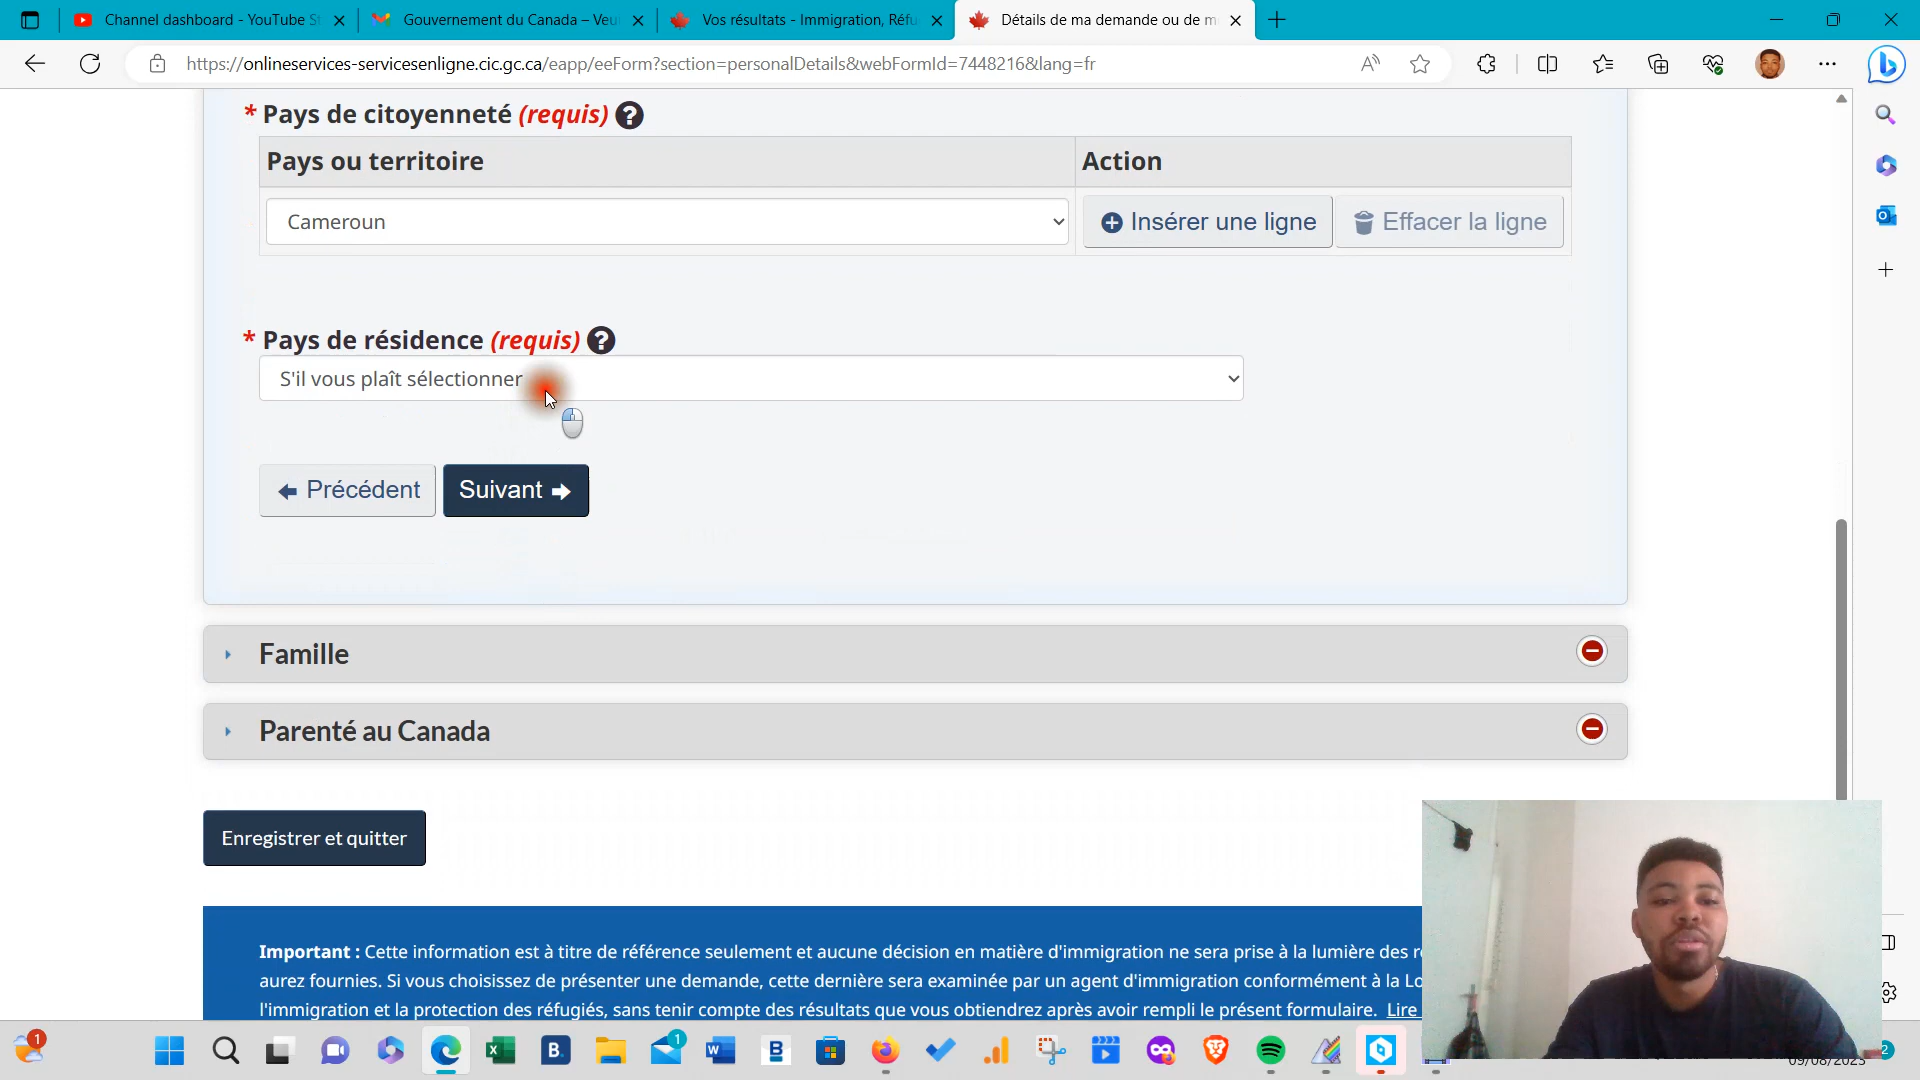 Channel dashboard - YouTube S
Gouvernement du Canada – Veu
Vos résultats - Immigration, Réfu
Détails de ma demande ou de m
https://onlineservices-servicesenligne.cic.gc.ca/eapp/eeForm?section=personalDetails&webFormId=7448216&lang=fr
* Pays de citoyenneté (requis) ?
Pays ou territoire Action
Cameroun Insérer une ligne Effacer la ligne
* Pays de résidence (requis) ?
S'il vous plaît sélectionner
Précédent Suivant
Famille
Parenté au Canada
Enregistrer et quitter
Important : Cette information est à titre de référence seulement et aucune décision en matière d'immigration ne sera prise à la lumière des
aurez fournies. Si vous choisissez de présenter une demande, cette dernière sera examinée par un agent d'immigration conformément à la
l'immigration et la protection des réfugiés, sans tenir compte des résultats que vous obtiendrez après avoir rempli le présent formulaire. Lire
09/08/2023